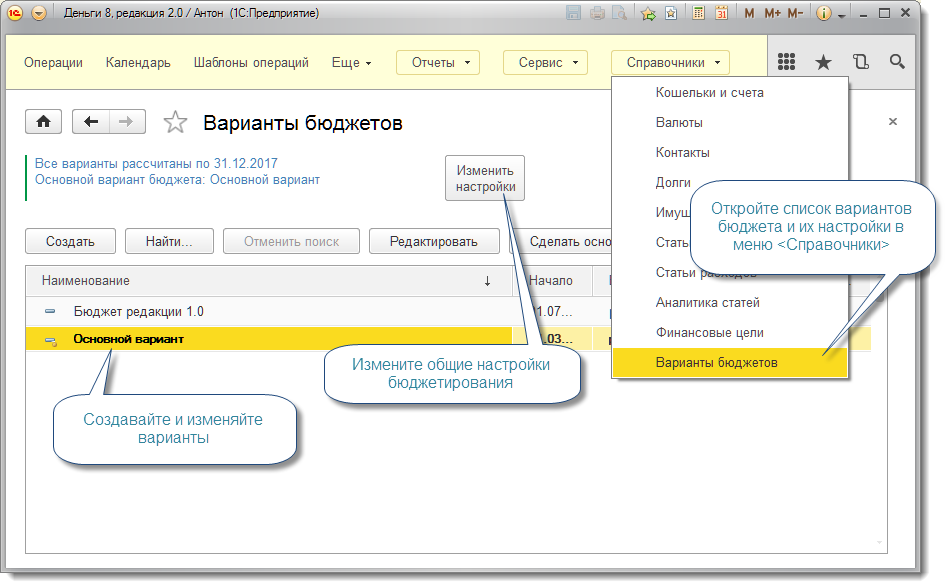 Деньги 8, редакция 2.0 / Антон (1С:Предприятие)
M M+ M-
Операции Календарь Шаблоны операций Еще Отчеты Сервис Справочники
Кошельки и счета
Валюты
Контакты
Долги
Статьи расходов
Аналитика статей
Финансовые цели
Варианты бюджетов
Варианты бюджетов
Все варианты рассчитаны по 31.12.2017
Основной вариант бюджета: Основной вариант
Изменить
настройки
Откройте список вариантов
бюджета и их настройки в
меню <Справочники>
Создать Найти... Отменить поиск Редактировать Сделать осно
Наименование Начало
Бюджет редакции 1.0 1.07...
Основной вариант .03...
Измените общие настройки
бюджетирования
Создавайте и изменяйте
варианты